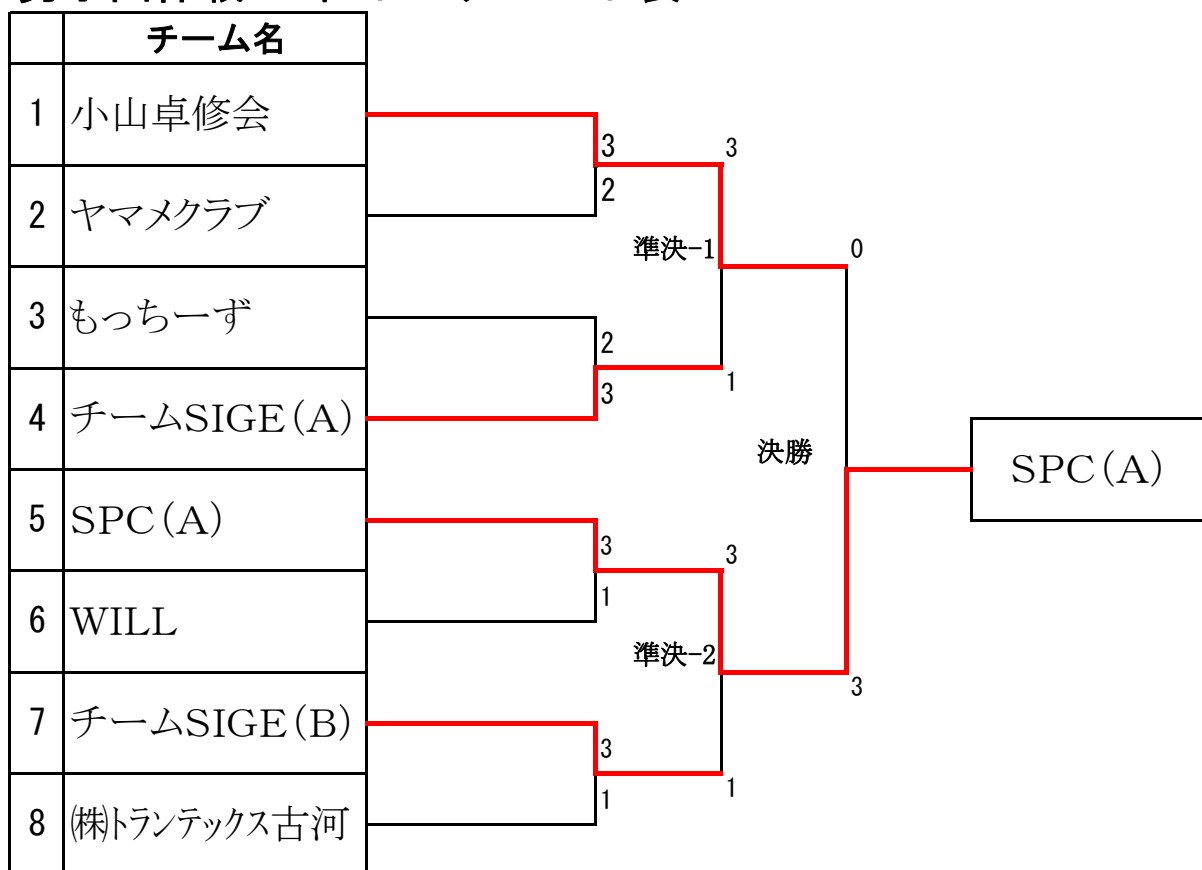 チーム名
1 小山卓修会
3 3
2
2 ヤマメクラブ
準決-1 0
3 もっちーず
2
3 1
4 チームSIGE(A)
決勝
SPC(A)
5 SPC(A)
3 3
1
6 WILL
準決-2
3
7 チームSIGE(B)
3
1 1
8 ㈱トランテックス古河